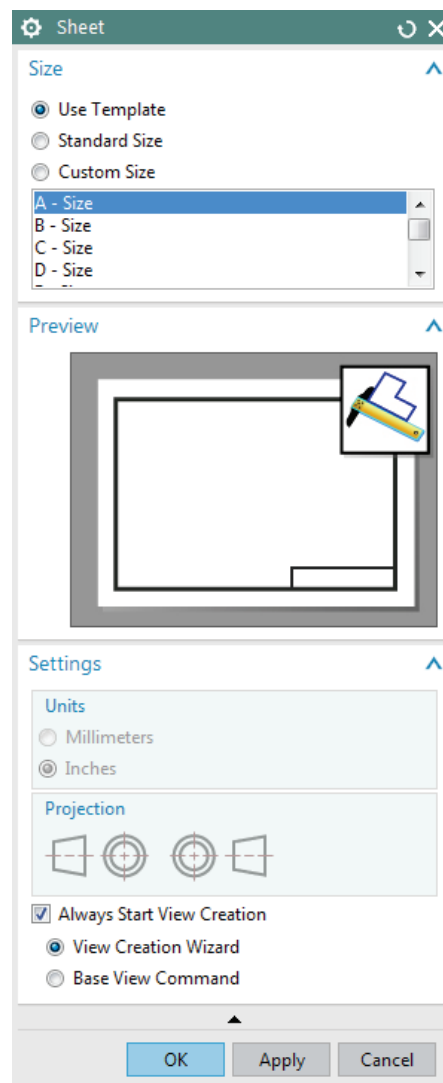 Sheet
Size
Use Template
Standard Size
Custom Size
A - Size
B - Size
C - Size
D - Size
Preview
Settings
Units
Millimeters
Inches
Projection
Always Start View Creation
View Creation Wizard
Base View Command
OK Apply Cancel